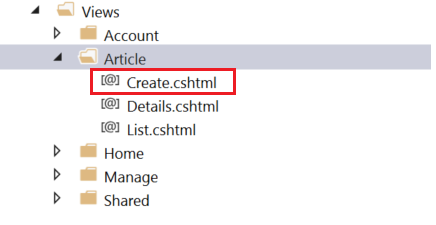 Views
Account
Article
[@] Create.cshtml
[@] Details.cshtml
[@] List.cshtml
Home
Manage
Shared